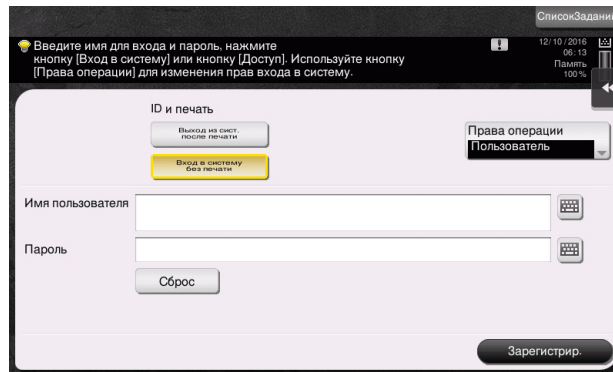 СписокЗадани
Введите имя для входа и пароль, нажмите
кнопку [Вход в систему] или кнопку [Доступ]. Используйте кнопку
[Права операции] для изменения прав входа в систему.
12/10/2016
06:13
Память
100%
ID и печать
Выход из сист.
после печати
Вход в систему
без печати
Права операции
Пользователь
Имя пользователя
Пароль
Сброс
Зарегистрир.